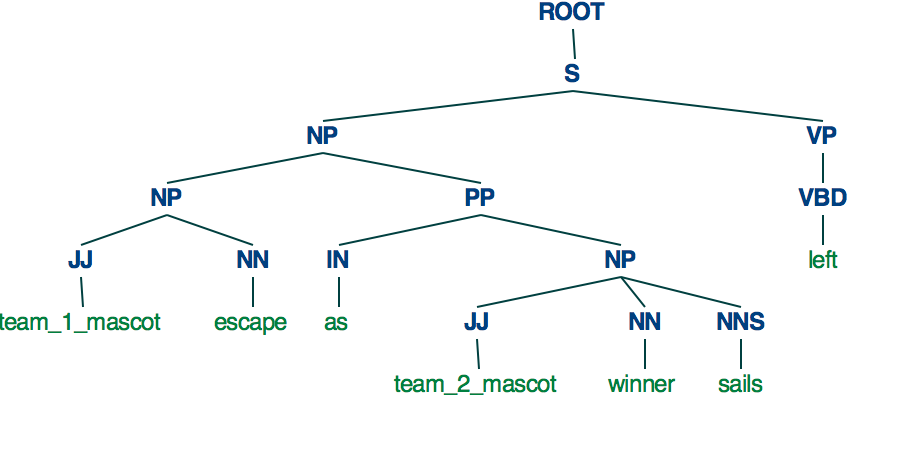 ROOT
S
NP VP
NP PP VBD
JJ NN IN NP left
team_1_mascot escape as JJ NN NNS
team_2_mascot winner sails